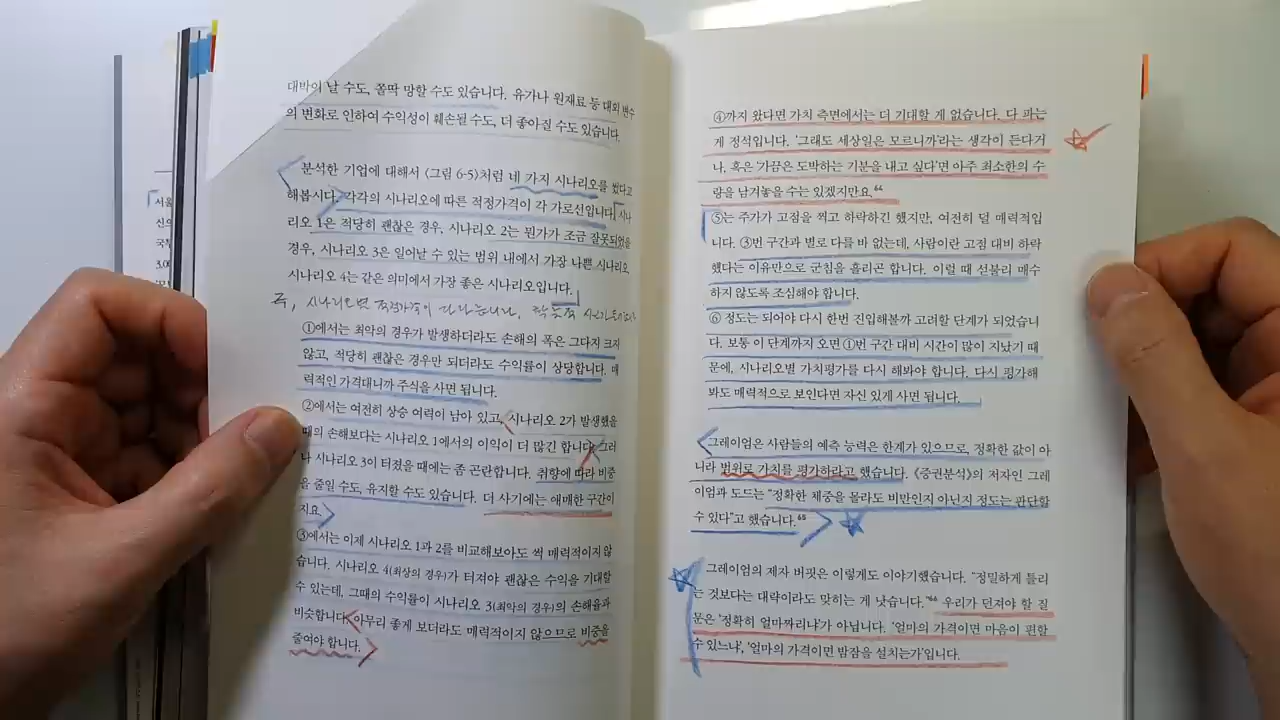 대박이 날 수도, 쫄딱 망할 수도 있습니다. 유가나 원재료 등 대외 변수
의 변화로 인하여 수익성이 훼손될 수도, 더 좋아질 수도 있습니다.
분석한 기업에 대해서 〈그림 6-5〉처럼 네 가지 시나리오를 썼다고
해봅시다. 각각의 시나리오에 따른 적정가격이 각 가로선입니다. 시나
리오 1은 적당히 괜찮은 경우, 시나리오 2는 뭔가가 조금 잘못되었을
경우, 시나리오 3은 일어날 수 있는 범위 내에서 가장 나쁜 시나리오,
시나리오 4는 같은 의미에서 가장 좋은 시나리오입니다.
즉, 시나리오면
①에서는 최악의 경우가 발생하더라도 손해의 폭은 그다지 크지
않고, 적당히 괜찮은 경우만 되더라도 수익률이 상당합니다. 매
력적인 가격대니까 주식을 사면 됩니다.
②에서는 여전히 상승 여력이 남아 있고, 시나리오 2가 발생했을
때의 손해보다는 시나리오 1에서의 이익이 더 많긴 합니다. 그러
나 시나리오 3이 터졌을 때에는 좀 곤란합니다. 취향에 따라 비중
을 줄일 수도, 유지할 수도 있습니다. 더 사기에는 애매한 구간이
지요.
③에서는 이제 시나리오 1과 2를 비교해보아도 썩 매력적이지 않
습니다. 시나리오 4(최상의 경우)가 터져야 괜찮은 수익을 기대할
수 있는데, 그때의 수익률이 시나리오 3(최악의 경우)의 손해율과
비슷합니다. 아무리 좋게 보더라도 매력적이지 않으므로 비중을
줄여야 합니다.
④까지 왔다면 가치 측면에서는 더 기대할 게 없습니다. 다 파는
게 정석입니다. '그래도 세상일은 모르니까'라는 생각이 든다거
나, 혹은 '가끔은 도박하는 기분을 내고 싶다'면 아주 최소한의 수
량을 남겨놓을 수는 있겠지만요.⁶⁴
⑤는 주가가 고점을 찍고 하락하긴 했지만, 여전히 덜 매력적입
니다. ③번 구간과 별로 다를 바 없는데, 사람이란 고점 대비 하락
했다는 이유만으로 군침을 흘리곤 합니다. 이럴 때 섣불리 매수
하지 않도록 조심해야 합니다.
⑥ 정도는 되어야 다시 한번 진입해볼까 고려할 단계가 되었습니
다. 보통 이 단계까지 오면 ①번 구간 대비 시간이 많이 지났기 때
문에, 시나리오별 가치평가를 다시 해봐야 합니다. 다시 평가해
봐도 매력적으로 보인다면 자신 있게 사면 됩니다.
그레이엄은 사람들의 예측 능력은 한계가 있으므로, 정확한 값이 아
니라 범위로 가치를 평가하라고 했습니다. 《증권분석》의 저자인 그레
이엄과 도드는 "정확한 체중을 몰라도 비만인지 아닌지 정도는 판단할
수 있다"고 했습니다.⁶⁵
그레이엄의 제자 버핏은 이렇게도 이야기했습니다. "정밀하게 틀리
는 것보다는 대략이라도 맞히는 게 낫습니다."⁶⁶ 우리가 던져야 할 질
문은 '정확히 얼마짜리냐'가 아닙니다. '얼마의 가격이면 마음이 편할
수 있느냐', '얼마의 가격이면 밤잠을 설치는가'입니다.